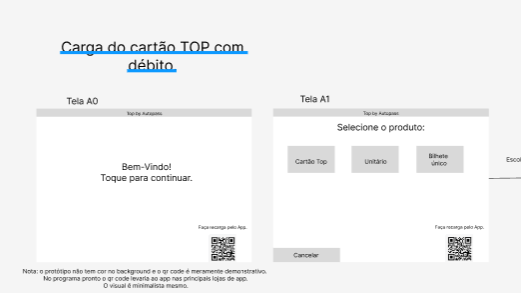 Carga do cartão TOP com
débito
Tela A0
Top by Autopass
Bem-Vindo!
Toque para continuar.
Faça recarga pelo App.
Nota: o protótipo não tem cor no background e o qr code é meramente demonstrativo.
No programa pronto o qr code levaria ao app nas principais lojas de app.
O visual é minimalista mesmo.
Tela A1
Top by Autopass
Selecione o produto:
Cartão Top
Unitário
Bilhete
único
Faça recarga pelo App.
Cancelar
Escol